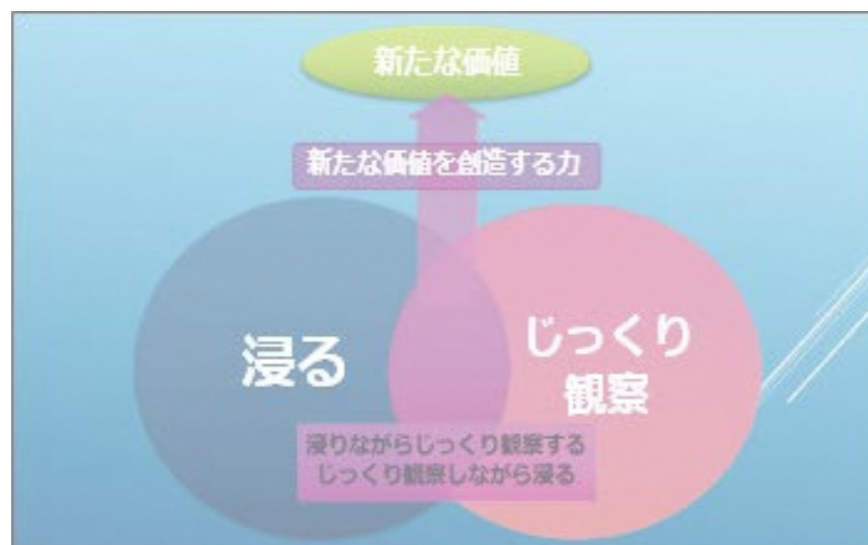 新たな価値
新たな価値を創造する力
浸る
じっくり
観察
浸りながらじっくり観察する
じっくり観察しながら浸る